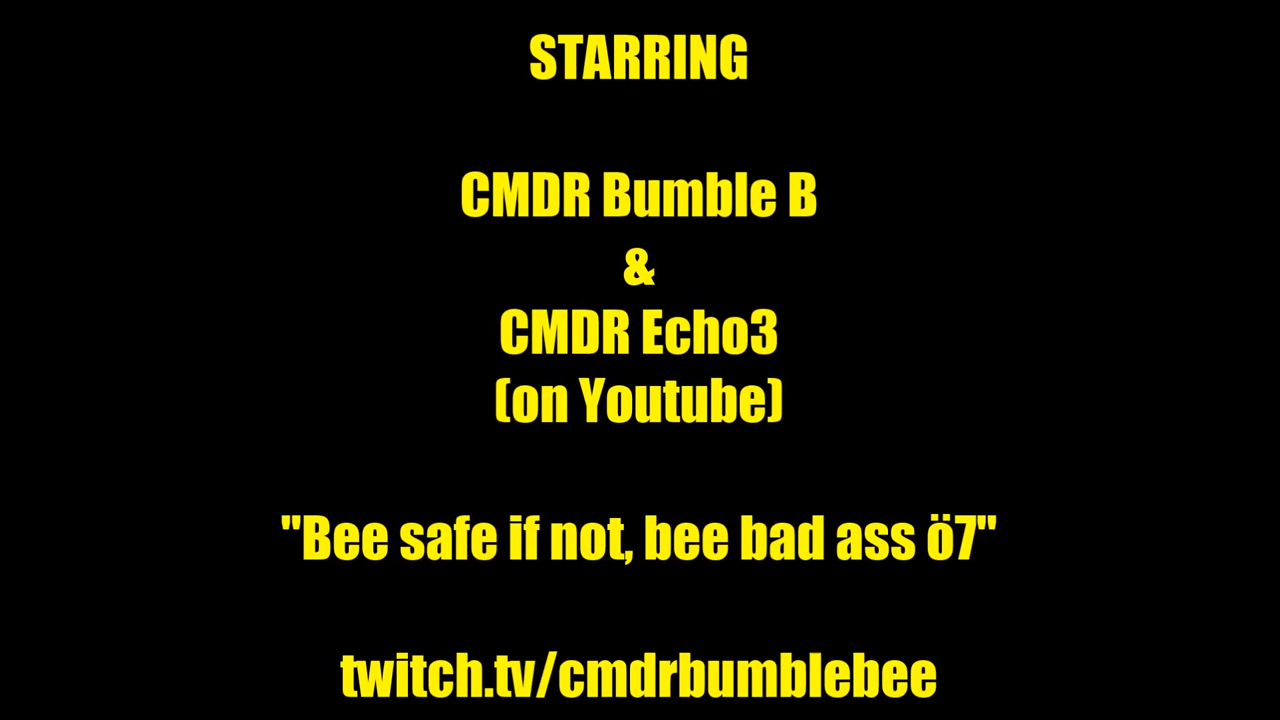 STARRING
CMDR Bumble B
&
CMDR Echo3
(on Youtube)
"Bee safe if not, bee bad ass ö7"
twitch.tv/cmdrbumblebee